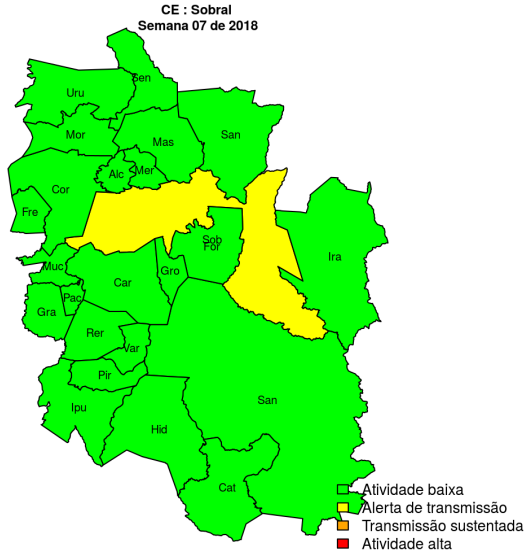 CE : Sobral
Semana 07 de 2018
Sen
Uru
Mor
Mas
San
Alc
Mer
Cor
Fre
Sob
For
Ira
Muc
Gro
Car
Pac
Gra
Rer
Var
Pir
San
Ipu
Hid
Cat
Atividade baixa
Alerta de transmissão
Transmissão sustentada
Atividade alta